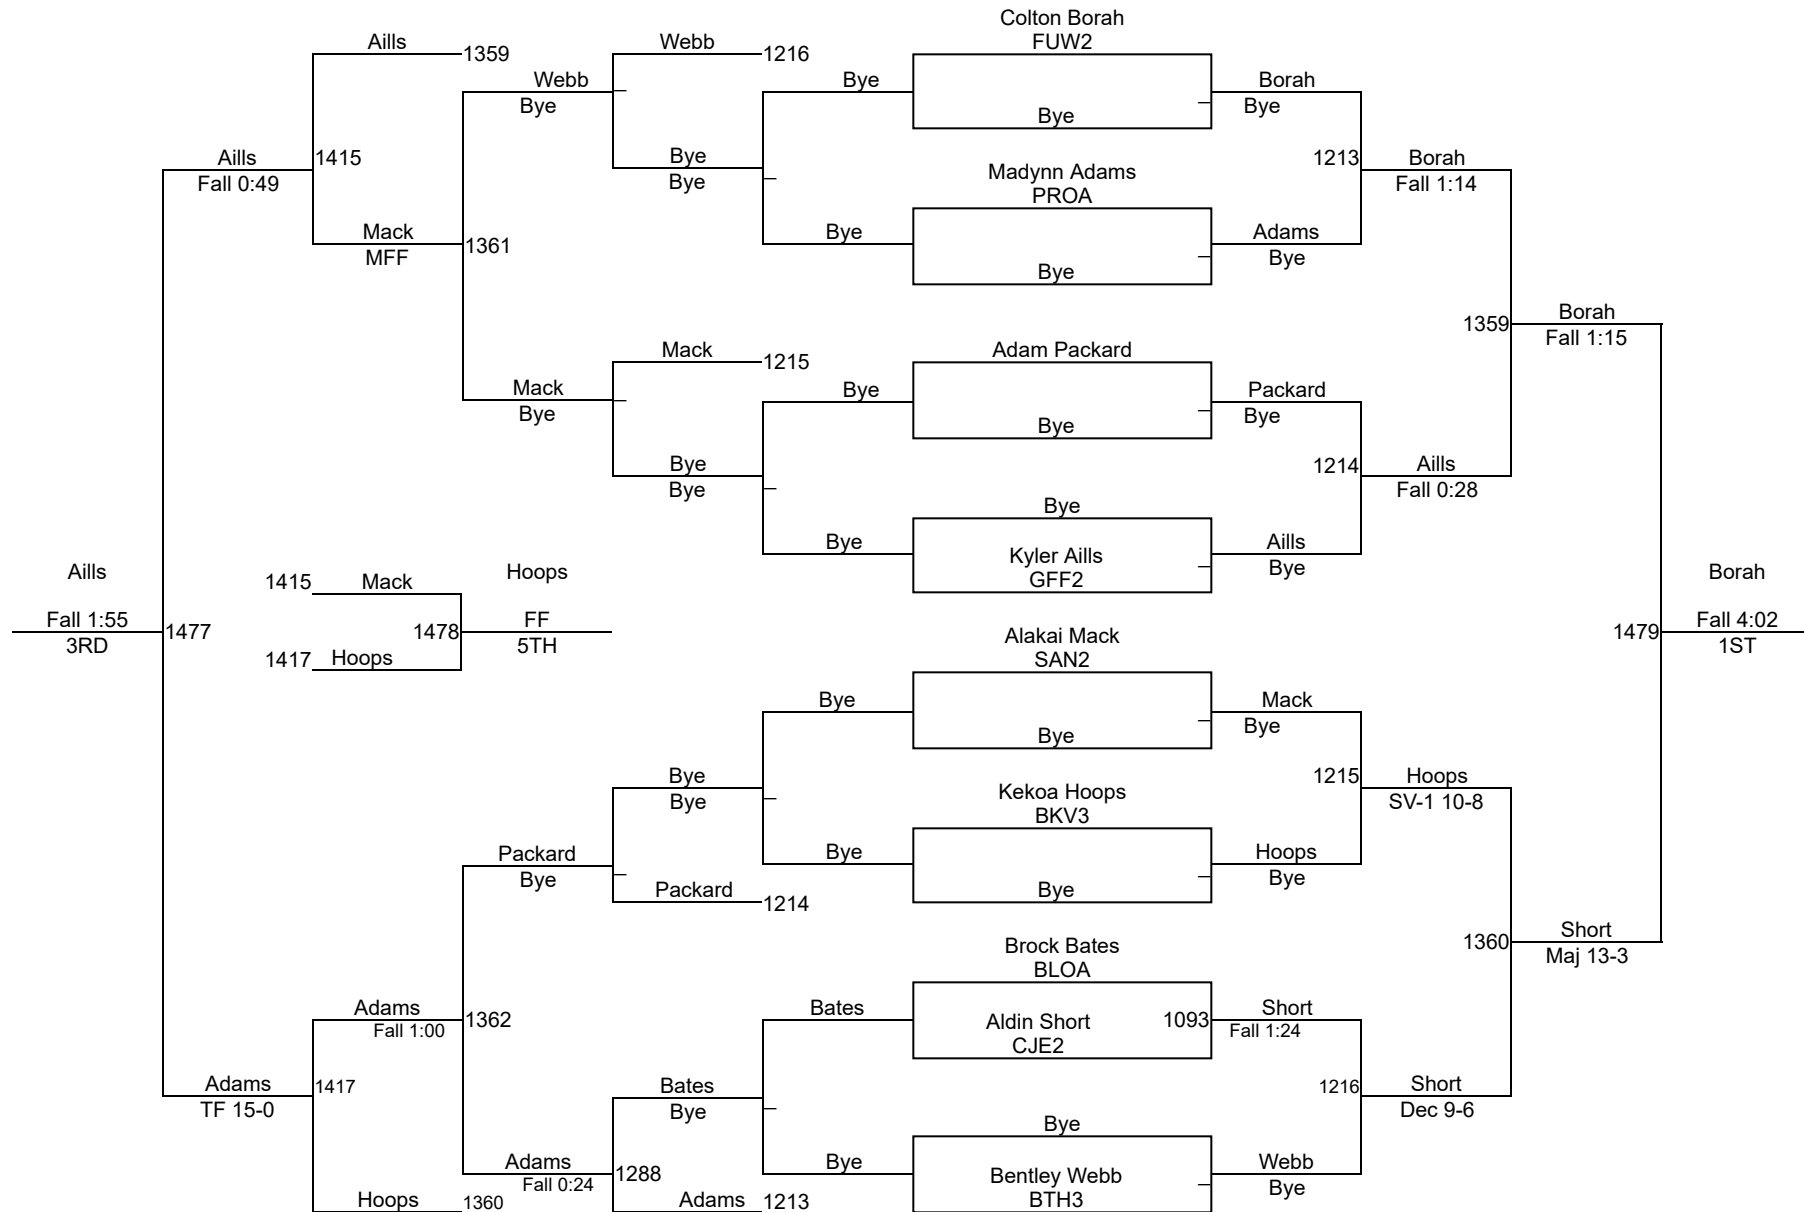 Colton Borah
FUW2
Aills
1359
Webb
1216
Webb
Bye
Bye
Borah
Bye
Bye
Bye
Aills
Fall 0:49
1415
Bye
Bye
Madynn Adams
PROA
1213
Borah
Fall 1:14
Mack
MFF
1361
Bye
Bye
Adams
Bye
1359
Borah
Fall 1:15
Mack
1215
Adam Packard
Mack
Bye
Bye
Bye
Packard
Bye
Bye
Bye
1214
Aills
Fall 0:28
Bye
Bye
Kyler Aills
GFF2
Aills
Bye
Aills
Fall 1:55
3RD
1477
1415
Mack
1417
Hoops
1478
Hoops
FF
5TH
Borah
1479
Fall 4:02
1ST
Alakai Mack
SAN2
Bye
Bye
Mack
Bye
Bye
Bye
Kekoa Hoops
BKV3
1215
Hoops
SV-1 10-8
Packard
Bye
Bye
Bye
Hoops
Bye
Packard
1214
1360
Short
Maj 13-3
Brock Bates
BLOA
Adams
Fall 1:00
1362
Bates
Aldin Short
CJE2
1093
Short
Fall 1:24
Adams
TF 15-0
1417
Bates
Bye
1216
Short
Dec 9-6
Bye
Adams
Fall 0:24
1288
Bye
Bentley Webb
BTH3
Webb
Bye
Hoops
1360
Adams
1213